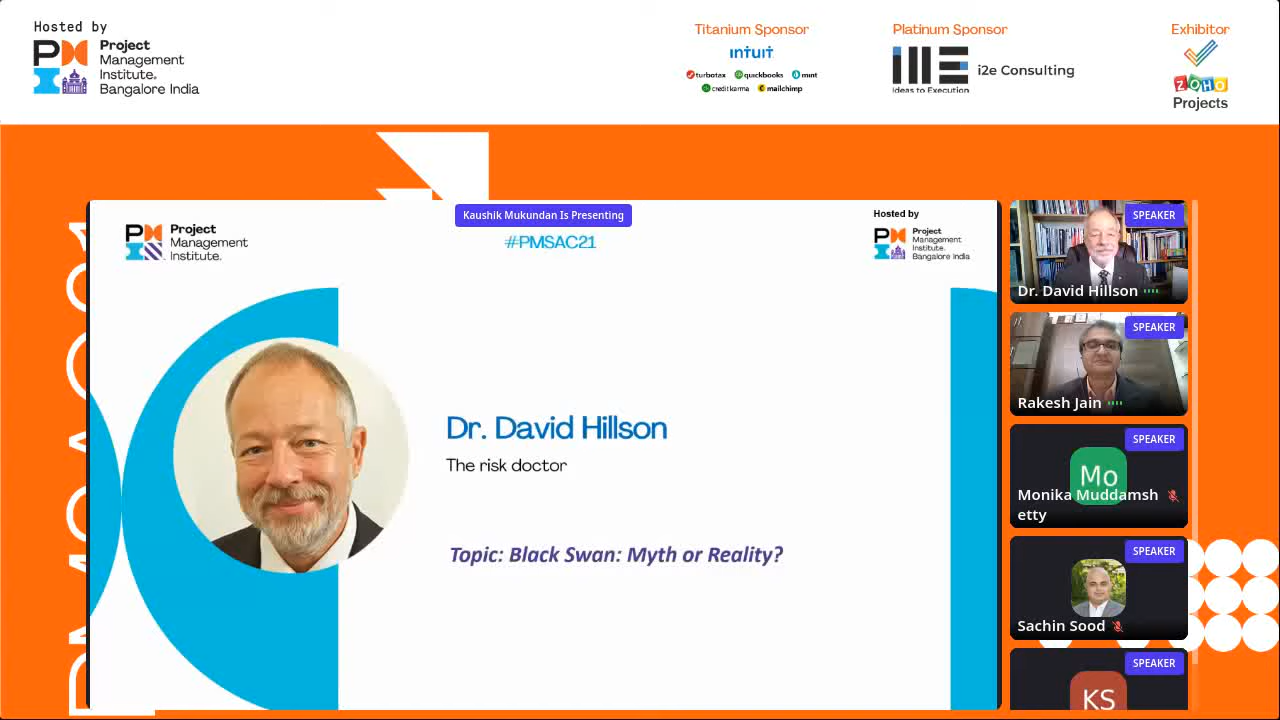 Hosted by
Project
Management
Institute.
Bangalore India
Titanium Sponsor
intuit
turbotax quickbooks mint
creditkarma mailchimp
Platinum Sponsor
i2e Consulting
Ideas to Execution
Exhibitor
ZOHO
Projects
Kaushik Mukundan Is Presenting
Project
Management
Institute.
#PMSAC21
Hosted by
Project
Management
Institute.
Bangalore India
Dr. David Hillson
The risk doctor
Topic: Black Swan: Myth or Reality?
SPEAKER
Dr. David Hillson
SPEAKER
Rakesh Jain
SPEAKER
Mo
Monika Muddamsh
etty
SPEAKER
Sachin Sood
SPEAKER
KS